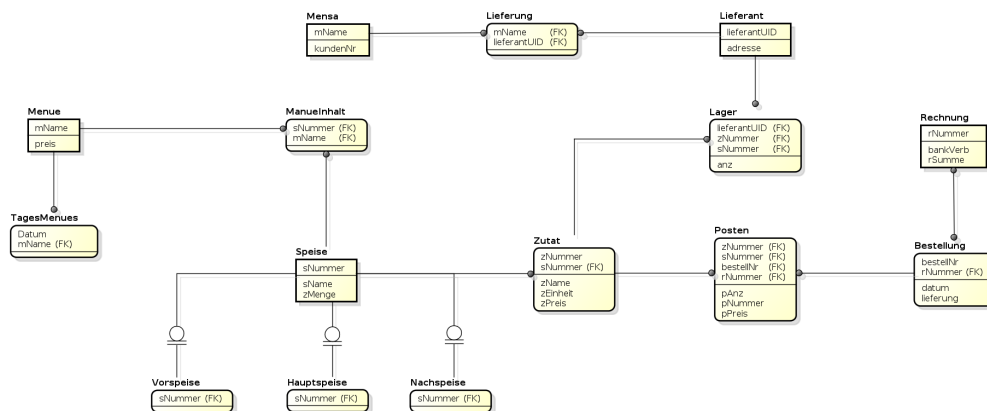 Mensa
mName
kundenNr
Lieferung
mName (FK)
lieferantUID (FK)
Lieferant
lieferantUID
adresse
Menue
mName
preis
ManueInhalt
sNummer (FK)
mName (FK)
Lager
lieferantUID (FK)
zNummer (FK)
sNummer (FK)
anz
Rechnung
rNummer
bankVerb
rSumme
TagesMenues
Datum
mName (FK)
Speise
sNummer
sName
zMenge
Zutat
zNummer
sNummer (FK)
zName
zEinheit
zPreis
Posten
zNummer (FK)
sNummer (FK)
bestellNr (FK)
rNummer (FK)
pAnz
pNummer
pPreis
Bestellung
bestellNr
rNummer (FK)
datum
lieferung
Vorspeise
sNummer (FK)
Hauptspeise
sNummer (FK)
Nachspeise
sNummer (FK)